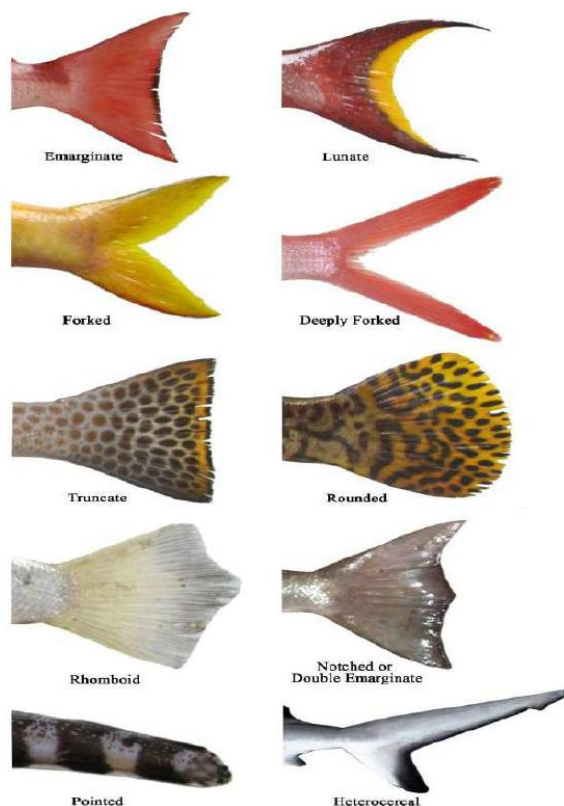 Emarginate
Lunate
Forked
Deeply Forked
Truncate
Rounded
Rhomboid
Notched or
Double Emarginate
Pointed
Heterocercal